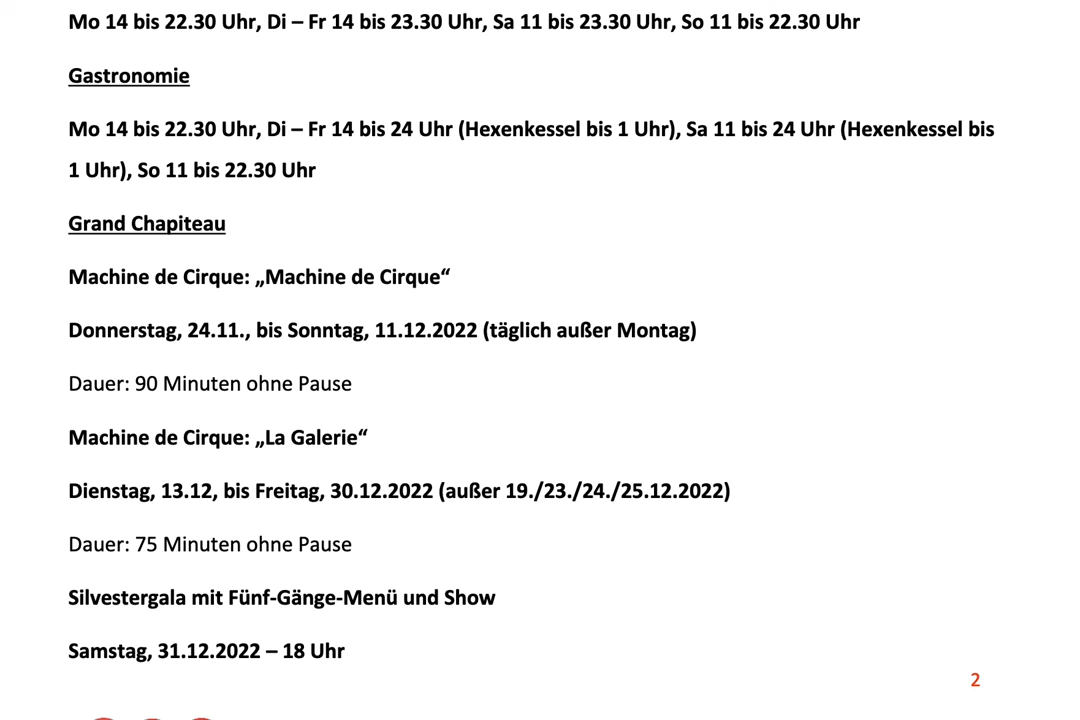 Mo 14 bis 22.30 Uhr, Di – Fr 14 bis 23.30 Uhr, Sa 11 bis 23.30 Uhr, So 11 bis 22.30 Uhr
Gastronomie
Mo 14 bis 22.30 Uhr, Di – Fr 14 bis 24 Uhr (Hexenkessel bis 1 Uhr), Sa 11 bis 24 Uhr (Hexenkessel bis
1 Uhr), So 11 bis 22.30 Uhr
Grand Chapiteau
Machine de Cirque: „Machine de Cirque“
Donnerstag, 24.11., bis Sonntag, 11.12.2022 (täglich außer Montag)
Dauer: 90 Minuten ohne Pause
Machine de Cirque: „La Galerie“
Dienstag, 13.12, bis Freitag, 30.12.2022 (außer 19./23./24./25.12.2022)
Dauer: 75 Minuten ohne Pause
Silvestergala mit Fünf-Gänge-Menü und Show
Samstag, 31.12.2022 – 18 Uhr
2